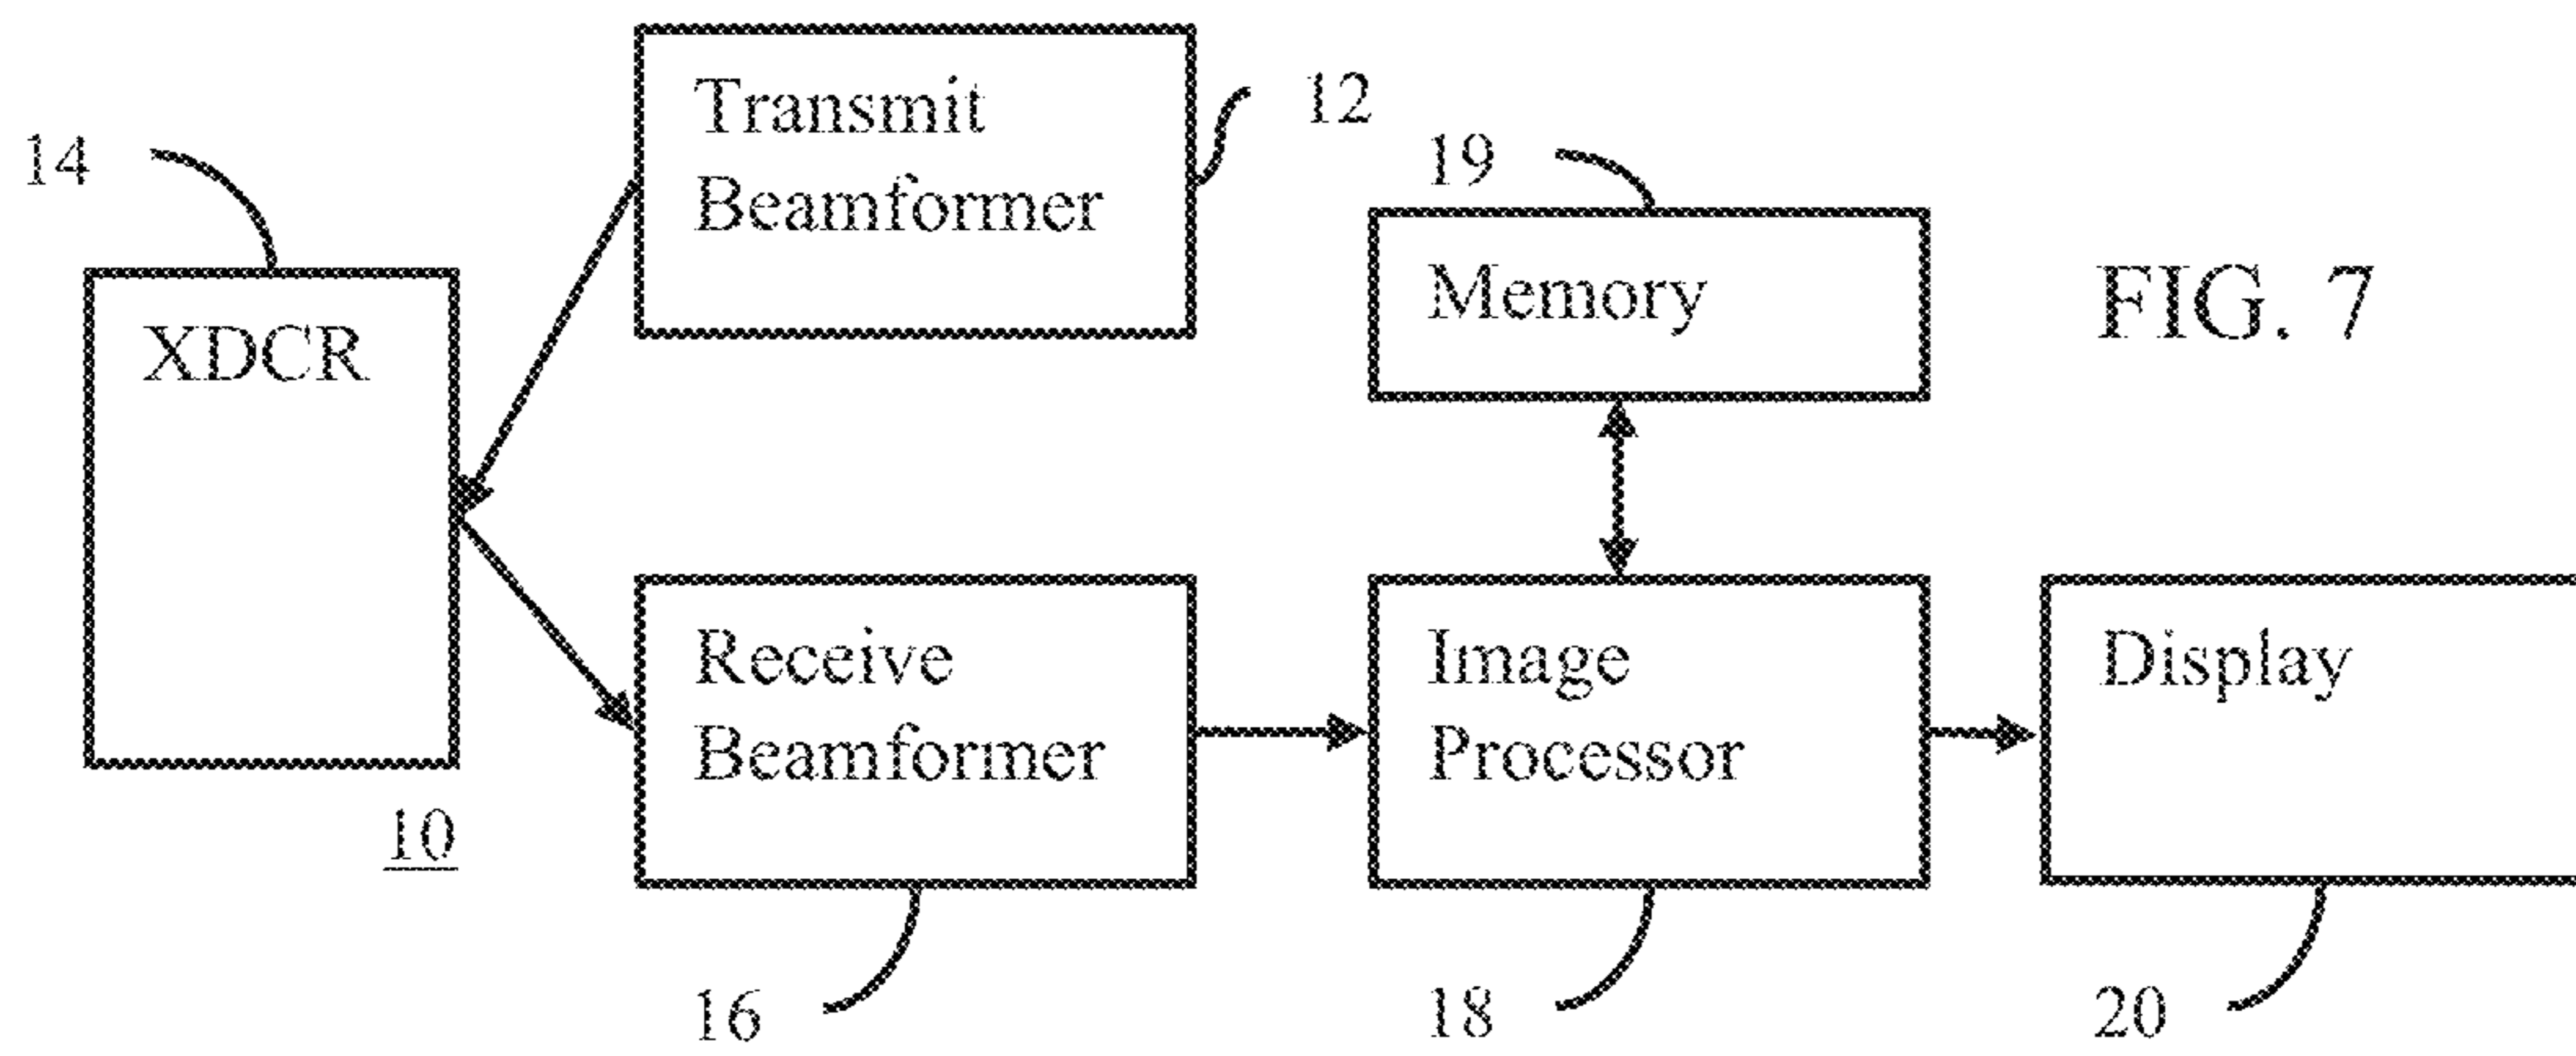 Transmit
Beamformer
12
14
19
XDCR
Memory
FIG. 7
Receive
Beamformer
Image
Processor
Display
10
16
18
20